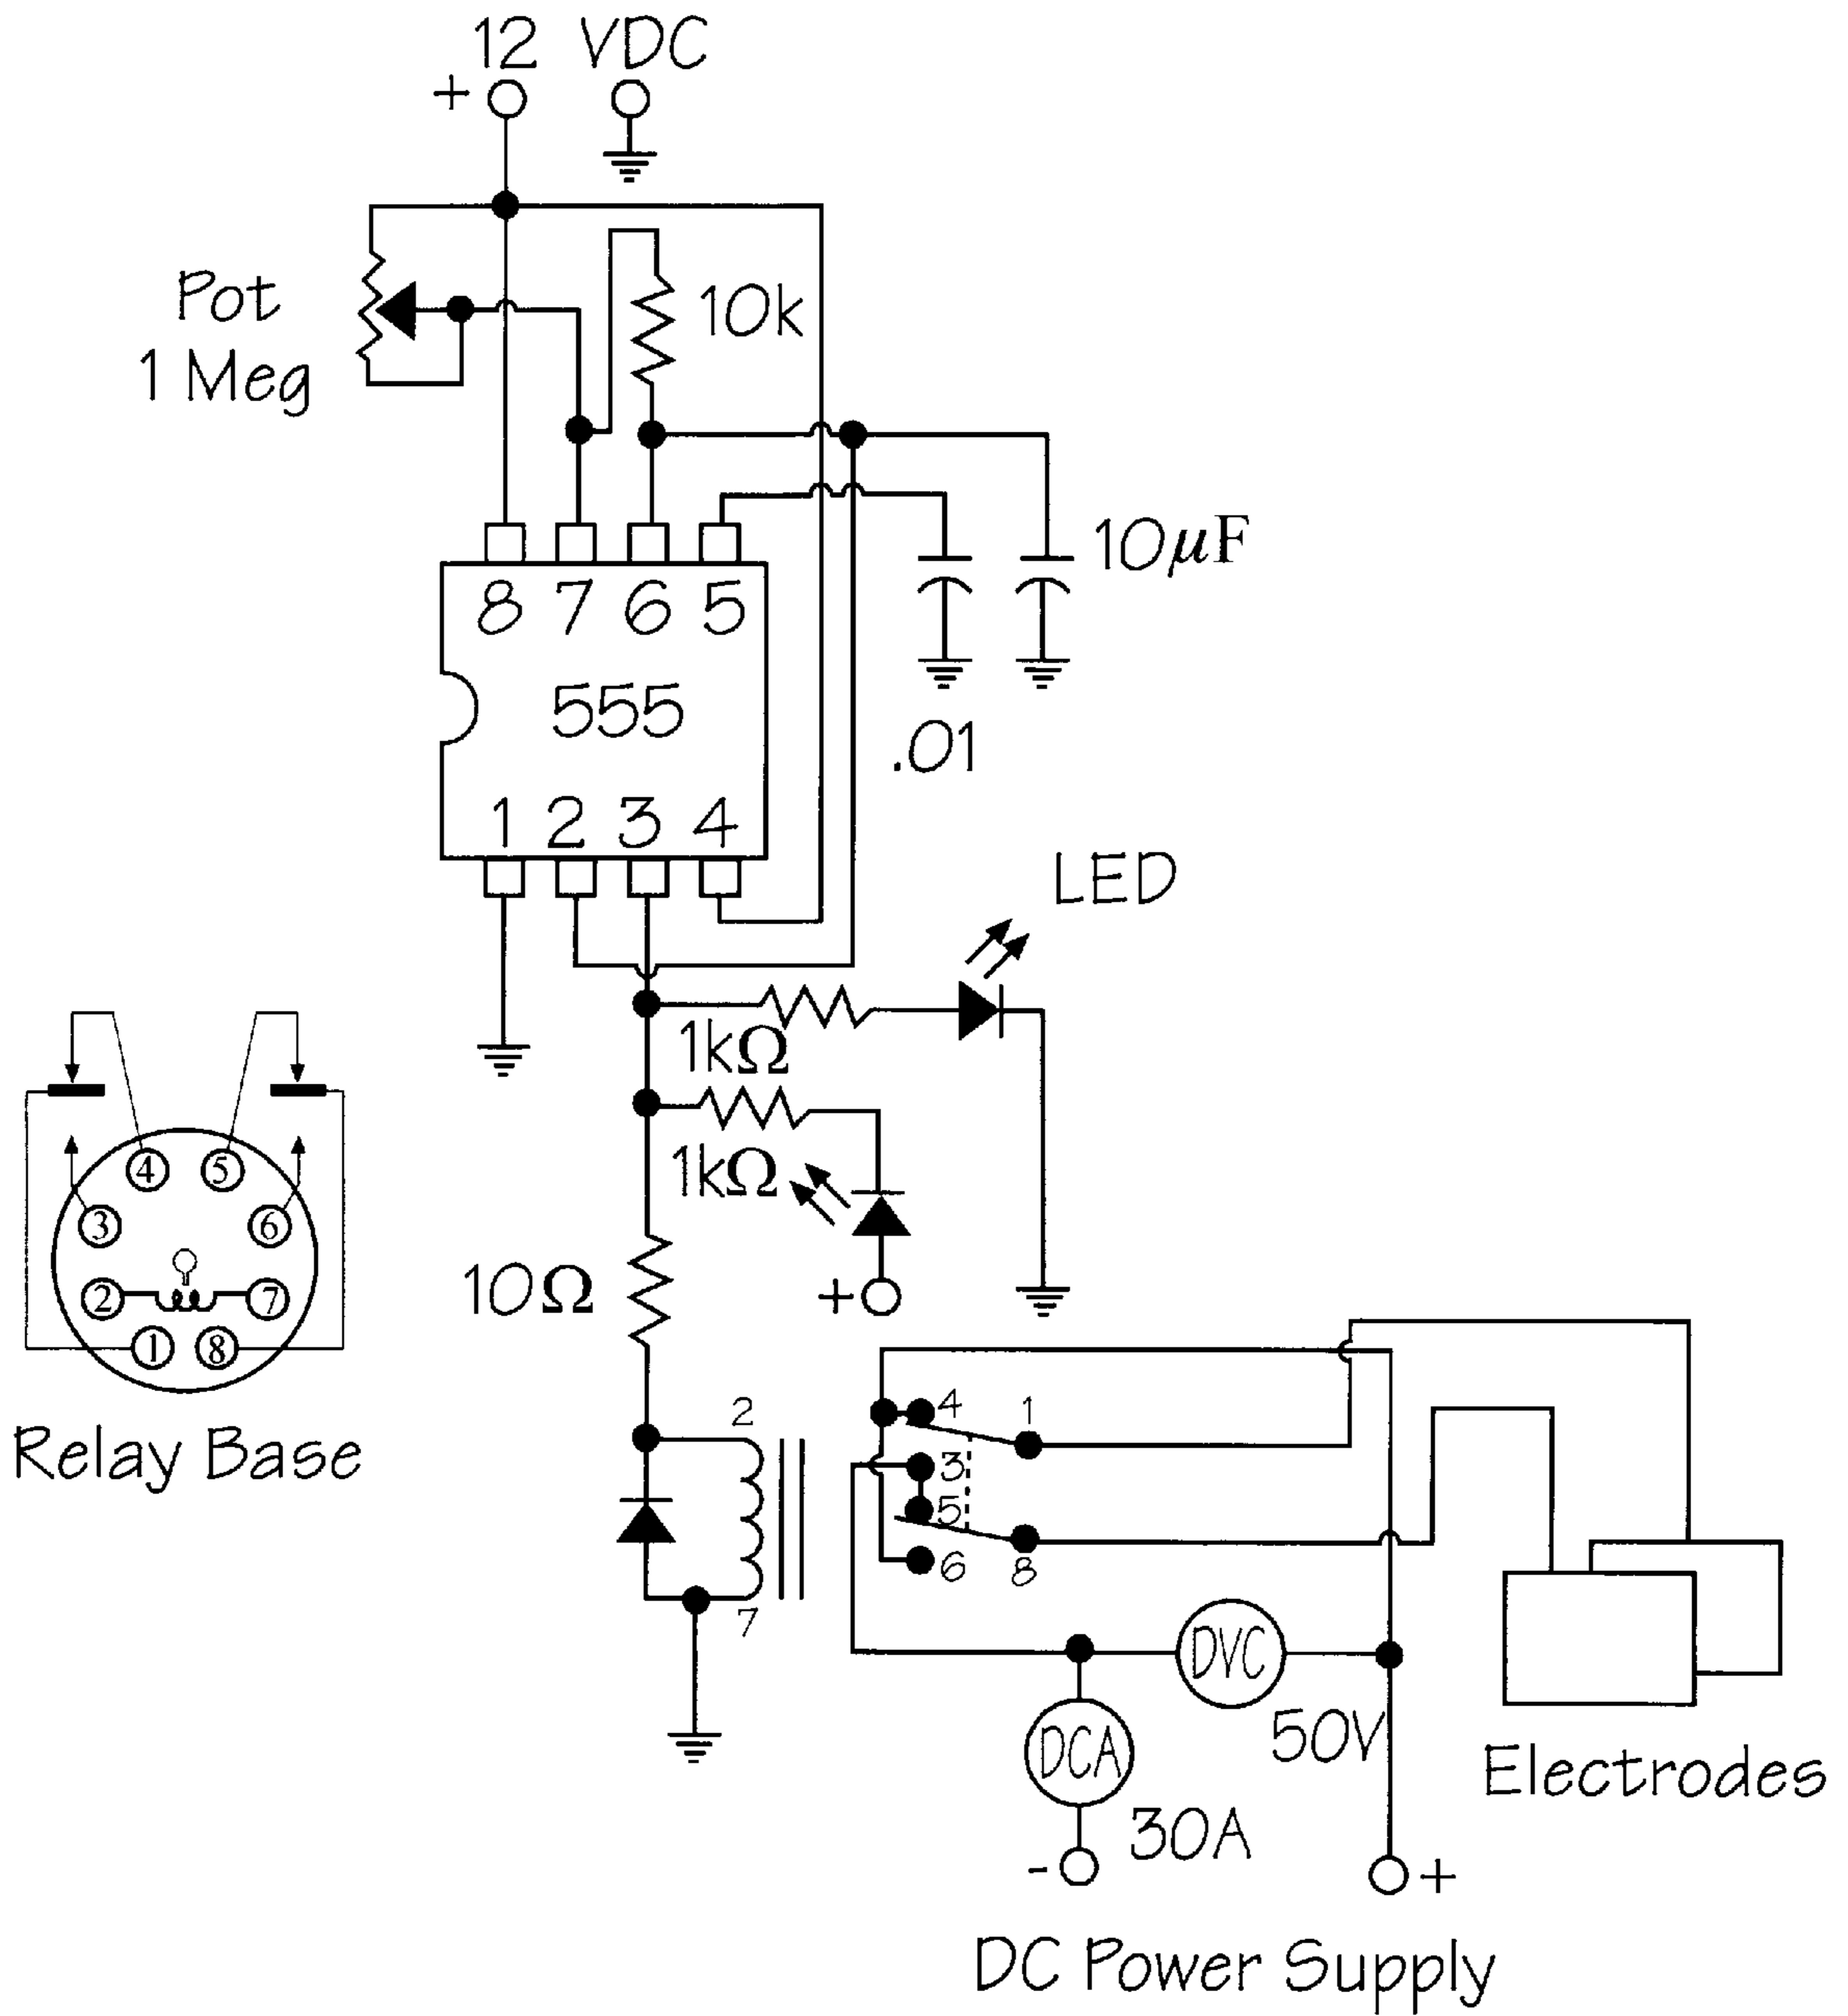 12 VDC
+
Pot
1 Meg
10k
10µF
8 7 6 5
555
.01
1 2 3 4
LED
1kΩ
1kΩ
10Ω
+
4 5
3 6
2 7
1 8
Relay Base
2
7
4 1
3
5
6 8
DVC
50V
DCA
30A
- +
Electrodes
DC Power Supply